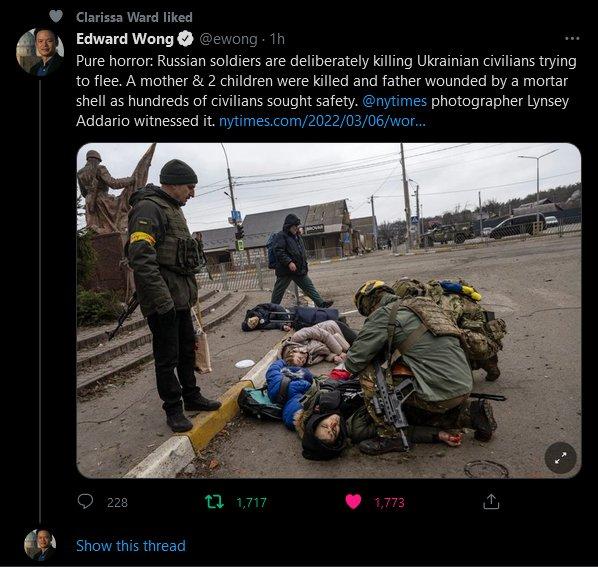 Clarissa Ward liked
Edward Wong @ewong · 1h
Pure horror: Russian soldiers are deliberately killing Ukrainian civilians trying
to flee. A mother & 2 children were killed and father wounded by a mortar
shell as hundreds of civilians sought safety. @nytimes photographer Lynsey
Addario witnessed it. nytimes.com/2022/03/06/wor...
228 1,717 1,773
Show this thread